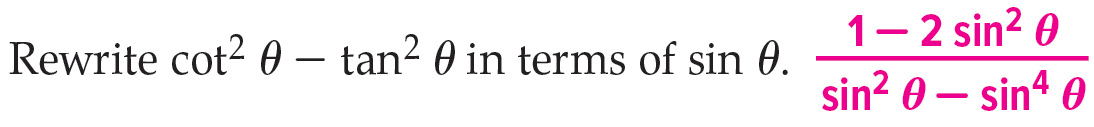 Rewrite cot² θ − tan² θ in terms of sin θ. (1 − 2 sin² θ)/(sin² θ − sin⁴ θ)